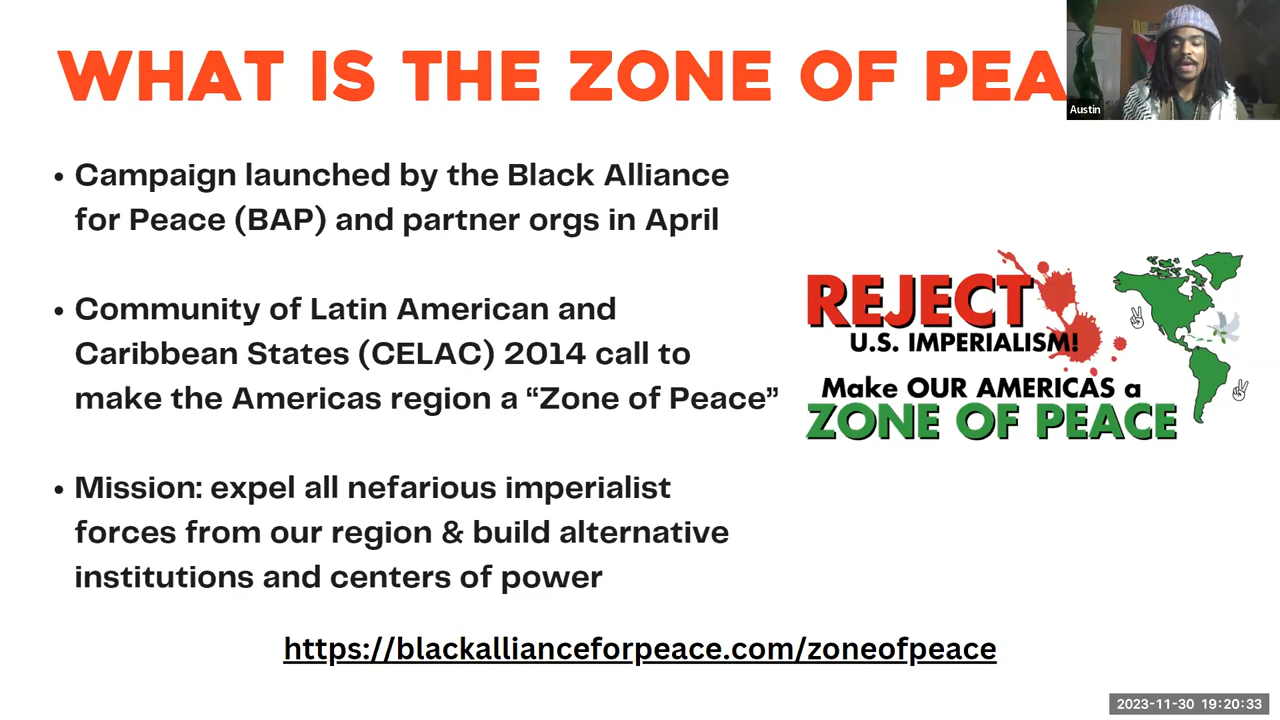 WHAT IS THE ZONE OF PEA
Austin
• Campaign launched by the Black Alliance
for Peace (BAP) and partner orgs in April
• Community of Latin American and
Caribbean States (CELAC) 2014 call to
make the Americas region a “Zone of Peace”
• Mission: expel all nefarious imperialist
forces from our region & build alternative
institutions and centers of power
REJECT
U.S. IMPERIALISM!
Make OUR AMERICAS a
ZONE OF PEACE
https://blackallianceforpeace.com/zoneofpeace
2023-11-30 19:20:33